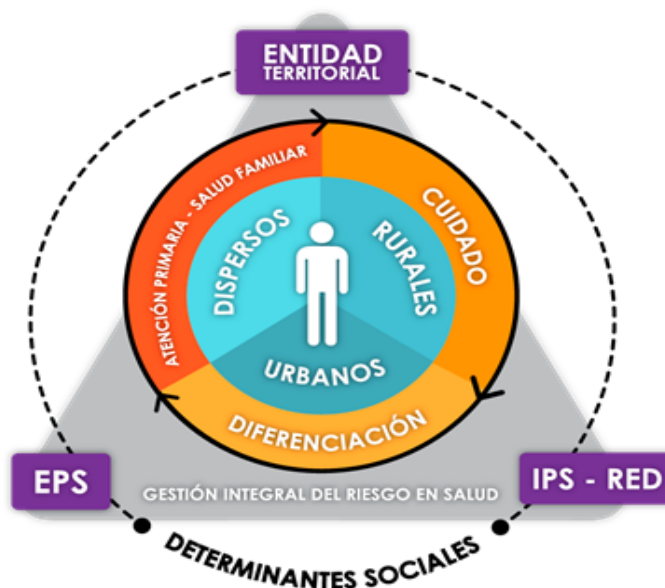 ENTIDAD
TERRITORIAL
ATENCIÓN PRIMARIA - SALUD FAMILIAR
CUIDADO
DISPERSOS
RURALES
URBANOS
DIFERENCIACIÓN
EPS
GESTIÓN INTEGRAL DEL RIESGO EN SALUD
IPS - RED
DETERMINANTES SOCIALES